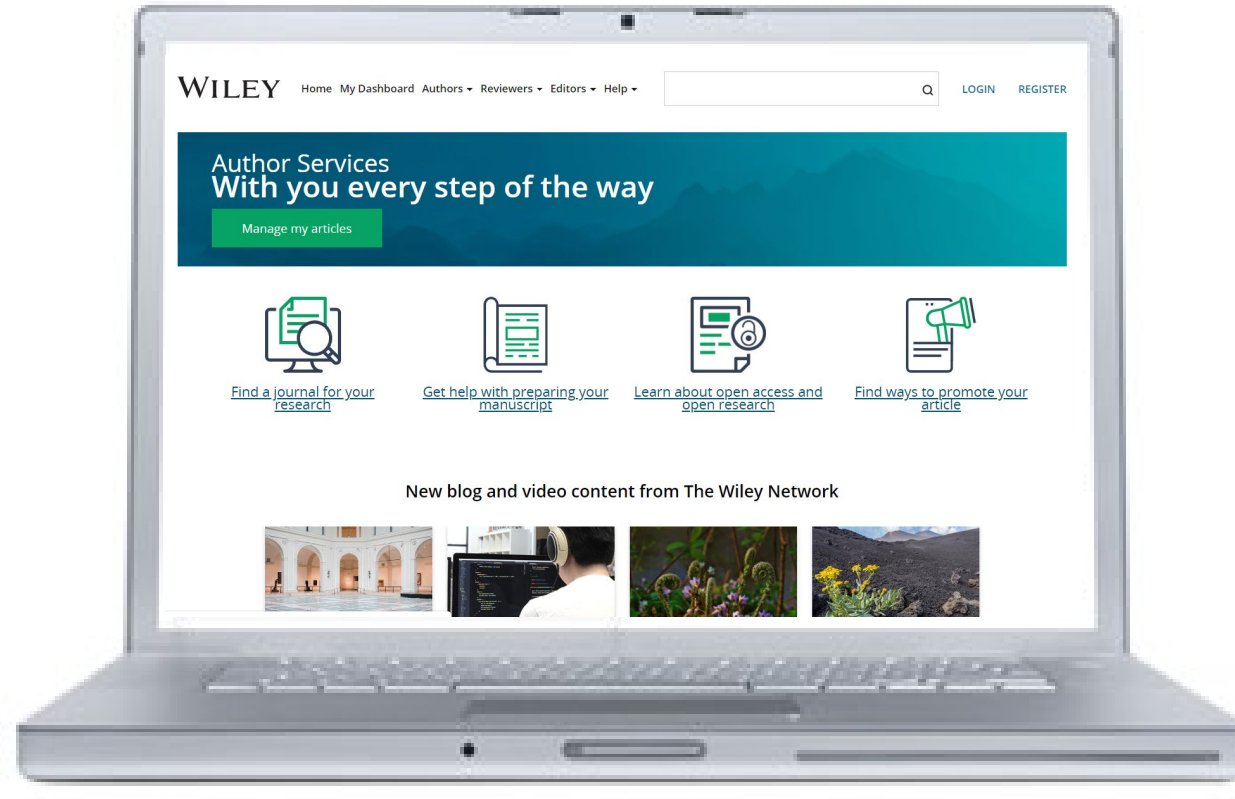 WILEY Home My Dashboard Authors Reviewers Editors Help LOGIN REGISTER
Author Services
With you every step of the way
Manage my articles
Find a journal for your
research
Get help with preparing your
manuscript
Learn about open access and
open research
Find ways to promote your
article
New blog and video content from The Wiley Network